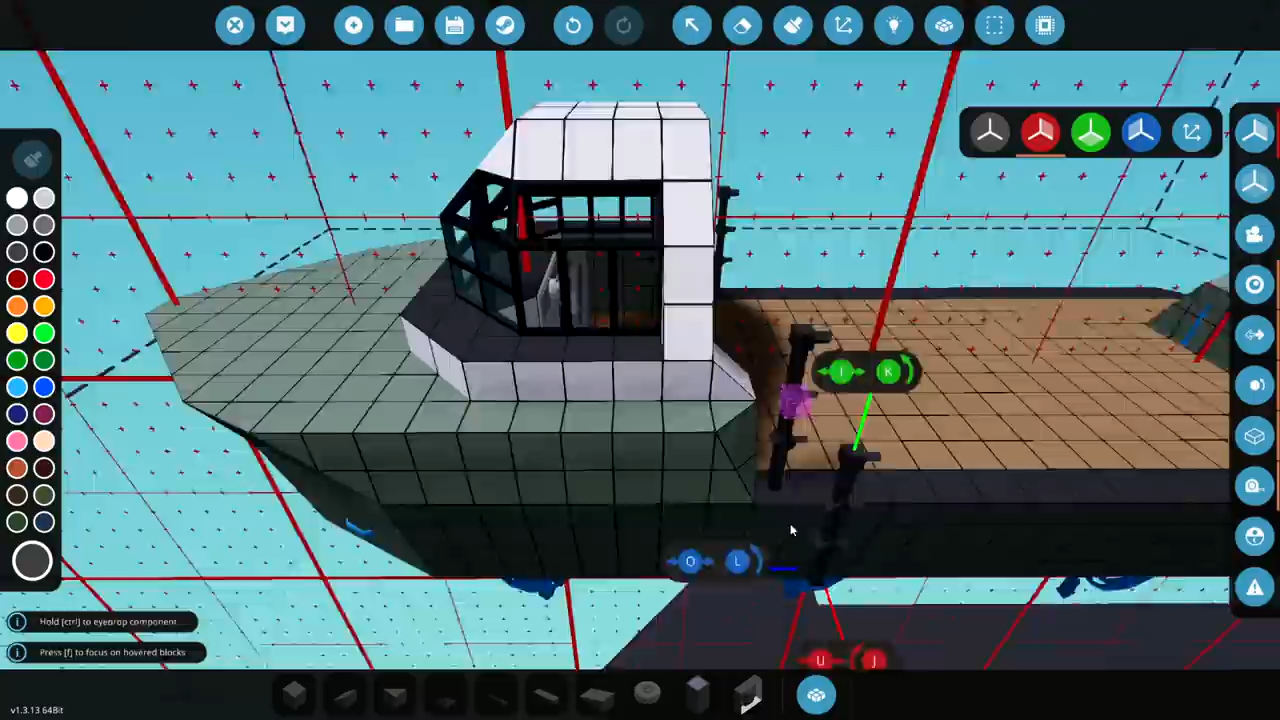 I K
O L
U J
Hold [ctrl] to eyedrop component
Press [f] to focus on hovered blocks
v1.3.13 64Bit